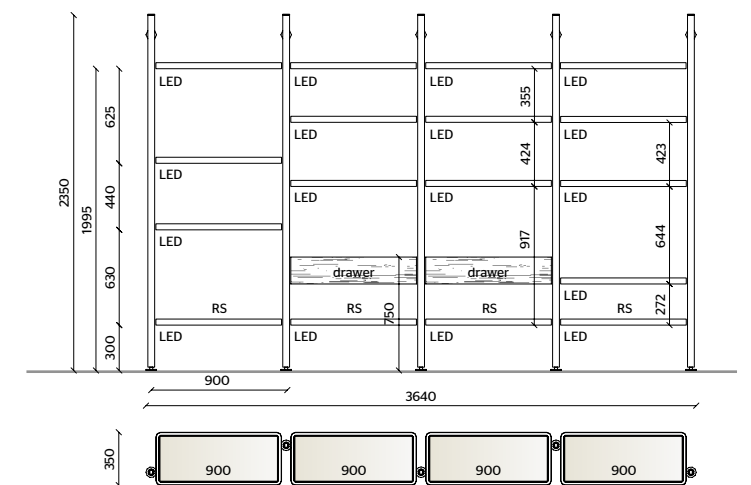 LED LED LED LED
355
625
LED LED LED
424
423
LED
440
2350
1995
LED LED LED
LED
917
644
630
drawer drawer
LED
RS RS 750 RS RS 272
LED LED LED LED
300
900
3640
350
900 900 900 900